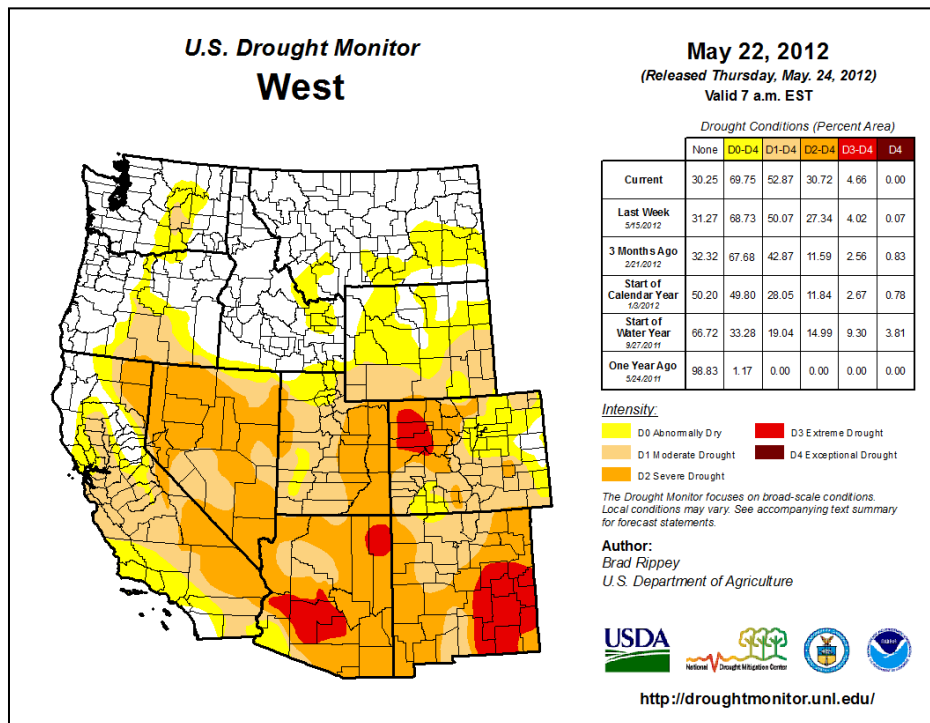 U.S. Drought Monitor
West
May 22, 2012
(Released Thursday, May. 24, 2012)
Valid 7 a.m. EST
Drought Conditions (Percent Area)
None D0-D4 D1-D4 D2-D4 D3-D4 D4
Current 30.25 69.75 52.87 30.72 4.66 0.00
Last Week
5/15/2012
31.27 68.73 50.07 27.34 4.02 0.07
3 Months Ago
2/21/2012
32.32 67.68 42.87 11.59 2.56 0.83
Start of
Calendar Year
1/3/2012
50.20 49.80 28.05 11.84 2.67 0.78
Start of
Water Year
9/27/2011
66.72 33.28 19.04 14.99 9.30 3.81
One Year Ago
5/24/2011
98.83 1.17 0.00 0.00 0.00 0.00
Intensity:
D0 Abnormally Dry
D3 Extreme Drought
D1 Moderate Drought
D4 Exceptional Drought
D2 Severe Drought
The Drought Monitor focuses on broad-scale conditions.
Local conditions may vary. See accompanying text summary
for forecast statements.
Author:
Brad Rippey
U.S. Department of Agriculture
USDA
National Drought Mitigation Center
http://droughtmonitor.unl.edu/